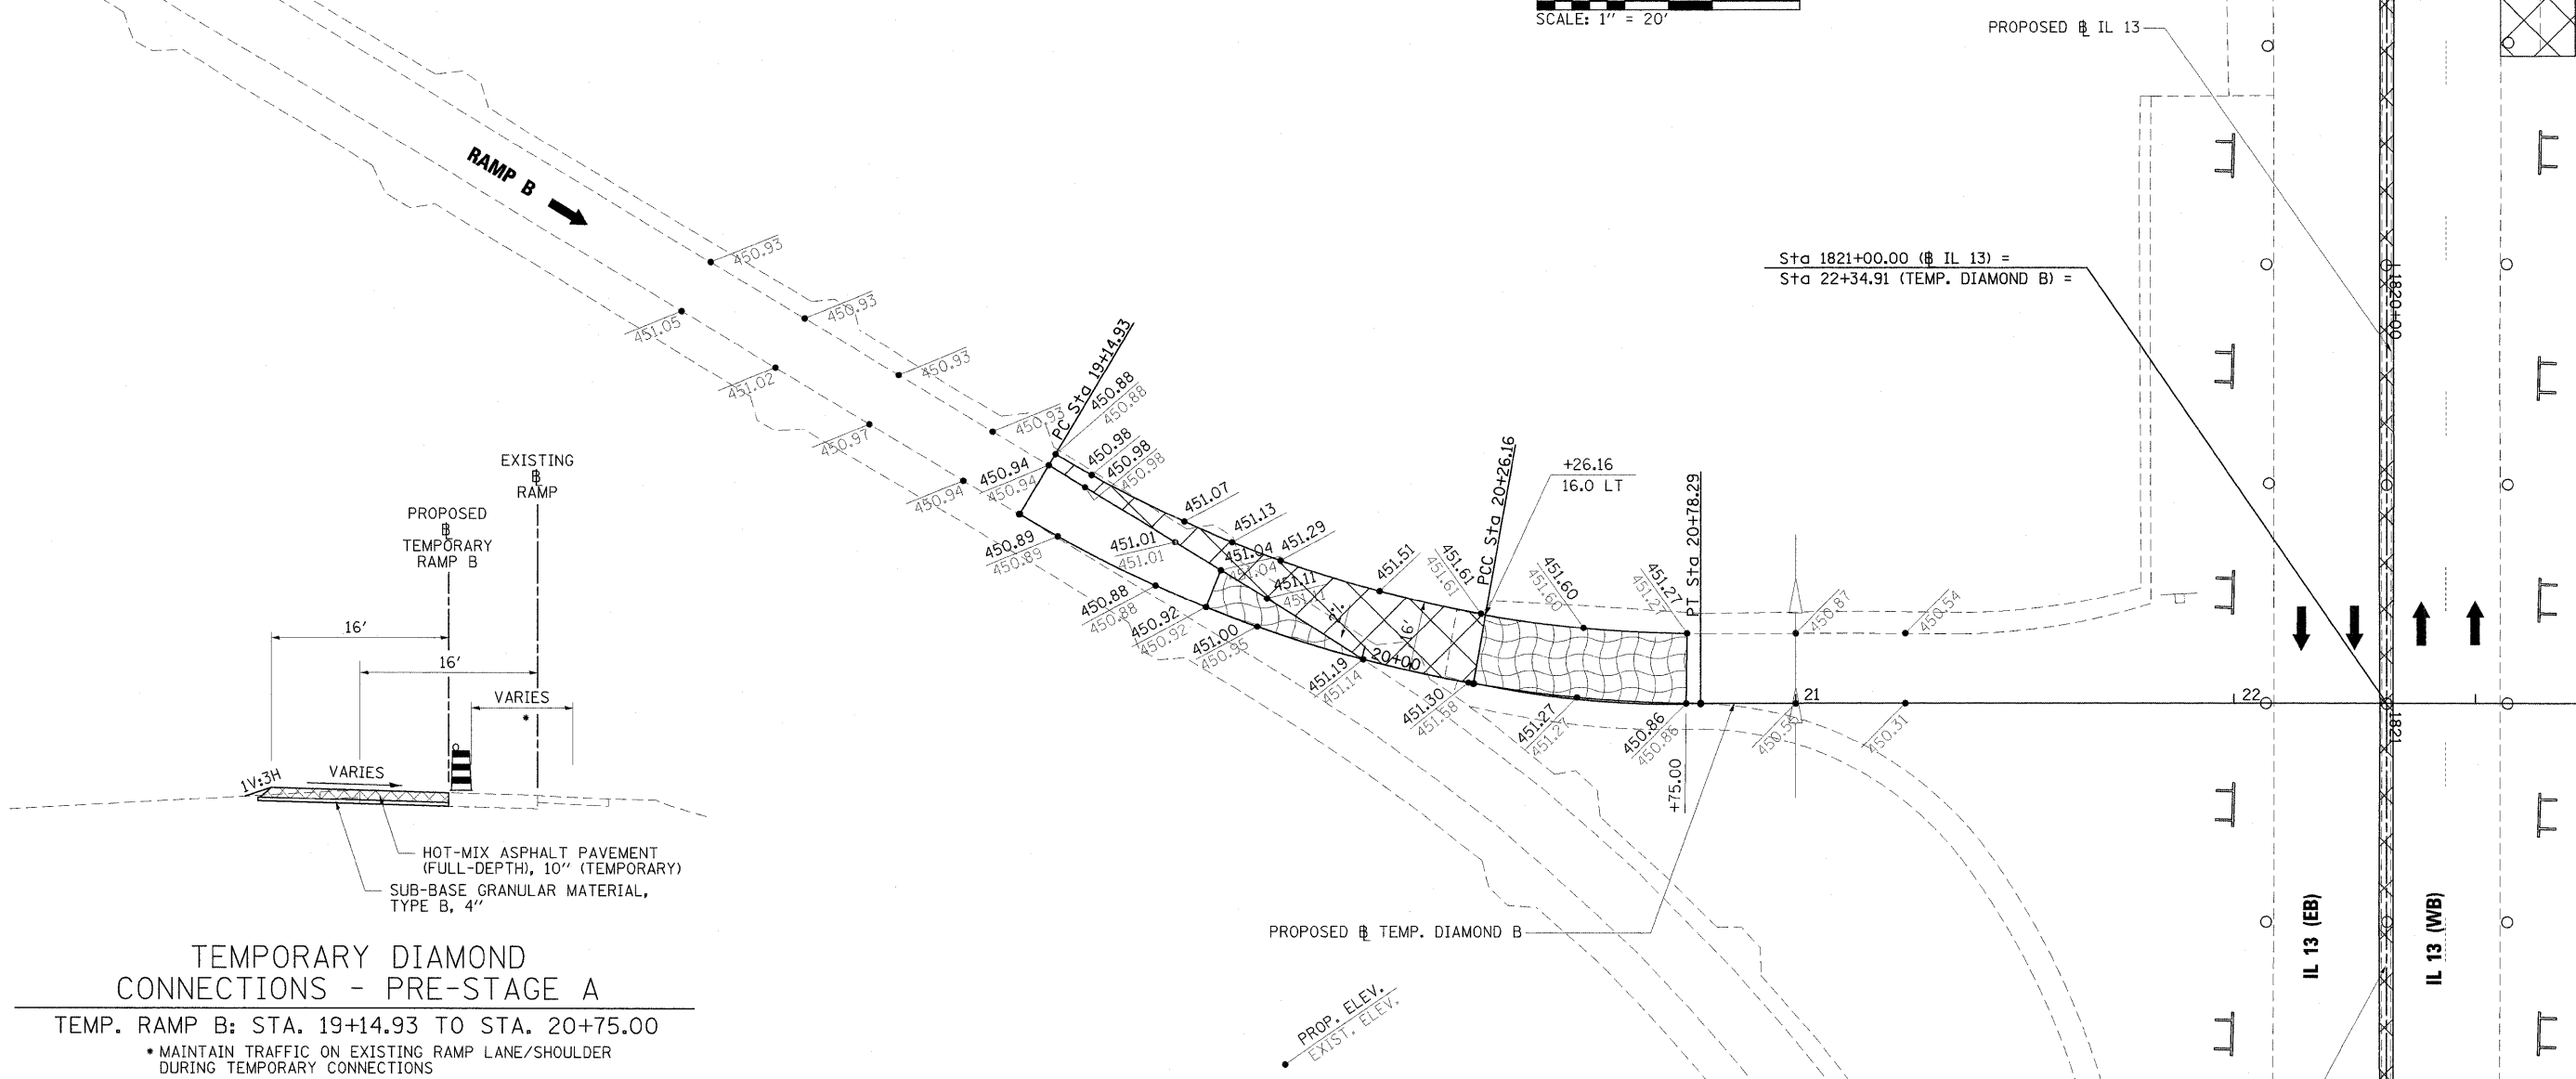 SCALE: 1" = 20'
PROPOSED ℄ IL 13
RAMP B
Sta 1821+00.00 (℄ IL 13) =
Sta 22+34.91 (TEMP. DIAMOND B) =
1820+00
450.93
450.93
450.93
450.93
451.05
451.02
450.97
450.94
PC Sta 19+14.93
450.88
450.88
450.98
450.98
450.98
450.94
450.94
451.07
451.13
451.29
451.51
450.89
450.89
451.01
451.01
451.04
451.04
451.11
451.11
450.88
450.88
450.92
450.92
451.00
450.95
2%
16'
20+00
451.19
451.14
451.30
451.58
451.61
451.61
PCC Sta 20+26.16
+26.16
16.0 LT
451.60
451.60
451.27
451.27
PT Sta 20+78.29
451.27
451.27
450.86
450.86
+75.00
450.87
450.54
450.31
21
22
1821
EXISTING
℄
RAMP
PROPOSED
℄
TEMPORARY
RAMP B
16'
16'
VARIES
*
1V:3H
VARIES
HOT-MIX ASPHALT PAVEMENT
(FULL-DEPTH), 10" (TEMPORARY)
SUB-BASE GRANULAR MATERIAL,
TYPE B, 4"
TEMPORARY DIAMOND
CONNECTIONS - PRE-STAGE A
TEMP. RAMP B: STA. 19+14.93 TO STA. 20+75.00
* MAINTAIN TRAFFIC ON EXISTING RAMP LANE/SHOULDER
DURING TEMPORARY CONNECTIONS
PROPOSED ℄ TEMP. DIAMOND B
PROP. ELEV.
EXIST. ELEV.
IL 13 (EB)
IL 13 (WB)